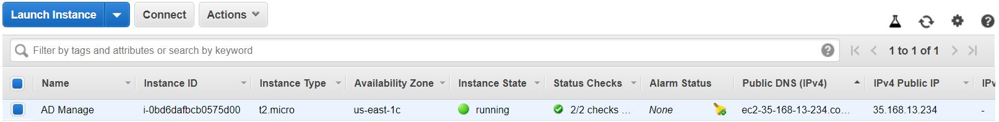 Launch Instance Connect Actions
Filter by tags and attributes or search by keyword ? 1 to 1 of 1 ?
Name Instance ID Instance Type Availability Zone Instance State Status Checks Alarm Status Public DNS (IPv4) IPv4 Public IP IPv
AD Manage i-0bd6dafbcb0575d00 t2.micro us-east-1c running 2/2 checks ... None ec2-35-168-13-234.co... 35.168.13.234 -